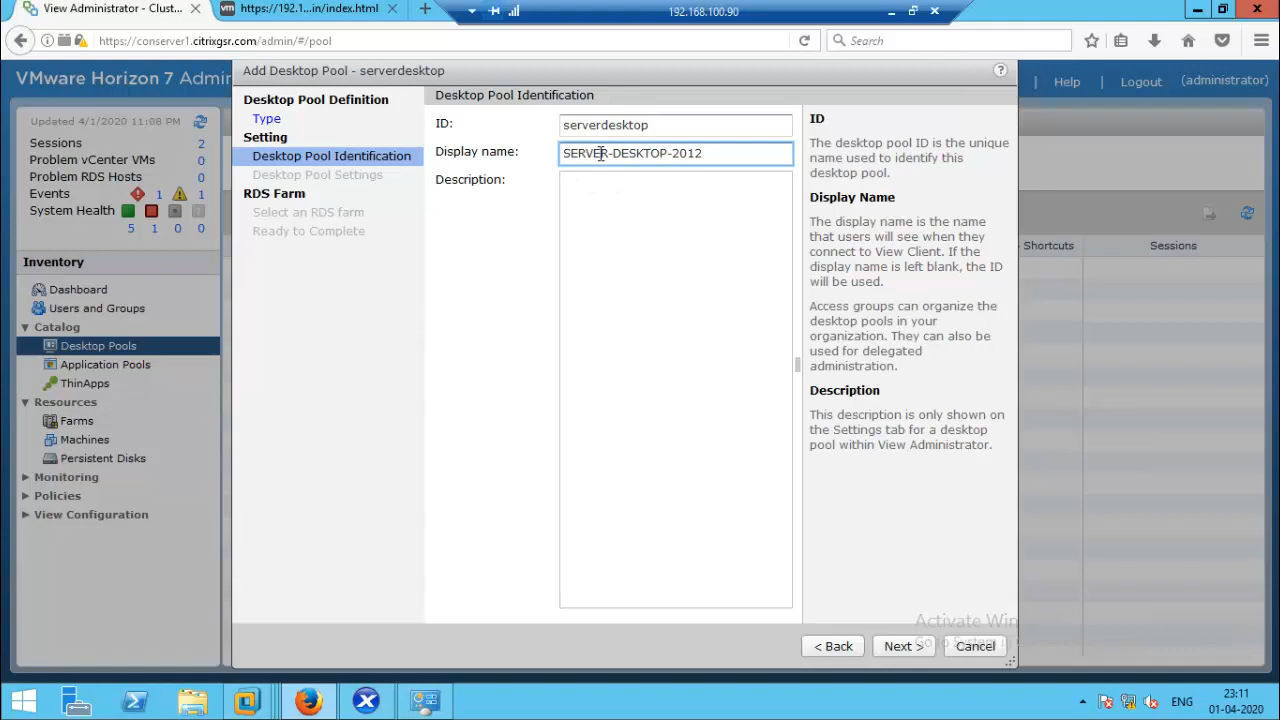 View Administrator - Clust...
https://192.1...in/index.html
192.168.100.90
https://conserver1.citrixgsr.com/admin/#/pool
Search
VMware Horizon 7 Admin
Help
Logout
(administrator)
Updated 4/1/2020 11:08 PM
Sessions 2
Problem vCenter VMs 0
Problem RDS Hosts 0
Events 1 1
System Health
5 1 0 0
Inventory
Dashboard
Users and Groups
Catalog
Desktop Pools
Application Pools
ThinApps
Resources
Farms
Machines
Persistent Disks
Monitoring
Policies
View Configuration
Add Desktop Pool - serverdesktop
Desktop Pool Definition
Type
Setting
Desktop Pool Identification
Desktop Pool Settings
RDS Farm
Select an RDS farm
Ready to Complete
Desktop Pool Identification
ID: serverdesktop
Display name: SERVER-DESKTOP-2012
Description:
ID
The desktop pool ID is the unique
name used to identify this
desktop pool.
Display Name
The display name is the name
that users will see when they
connect to View Client. If the
display name is left blank, the ID
will be used.
Access groups can organize the
desktop pools in your
organization. They can also be
used for delegated
administration.
Description
This description is only shown on
the Settings tab for a desktop
pool within View Administrator.
Shortcuts
Sessions
Activate Win
Go to System in
< Back
Next >
Cancel
ENG
23:11
01-04-2020